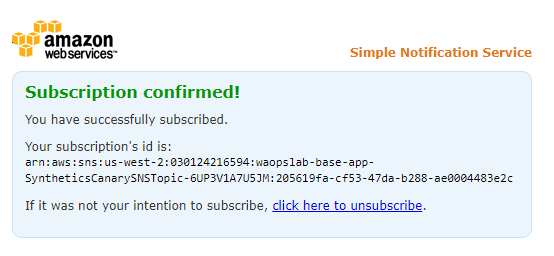 amazon
web services™
Simple Notification Service
Subscription confirmed!
You have successfully subscribed.
Your subscription's id is:
arn:aws:sns:us-west-2:030124216594:waopslab-base-app-
SyntheticsCanarySNSTopic-6UP3V1A7U5JM:205619fa-cf53-47da-b288-ae0004483e2c
If it was not your intention to subscribe, click here to unsubscribe.